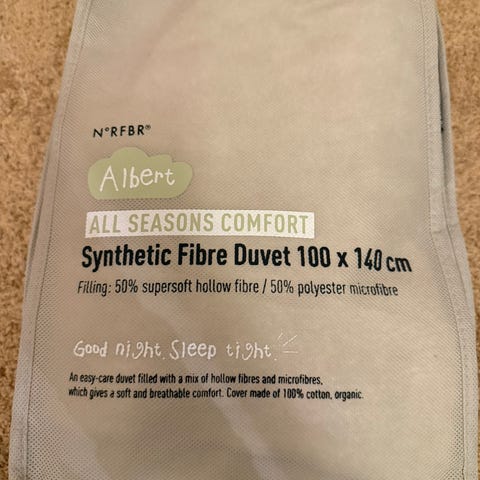 N°RFBR®
Albert
ALL SEASONS COMFORT
Synthetic Fibre Duvet 100 x 140 cm
Filling: 50% supersoft hollow fibre / 50% polyester microfibre
Good night, Sleep tight
An easy-care duvet filled with a mix of hollow fibres and microfibres,
which gives a soft and breathable comfort. Cover made of 100% cotton, organic.